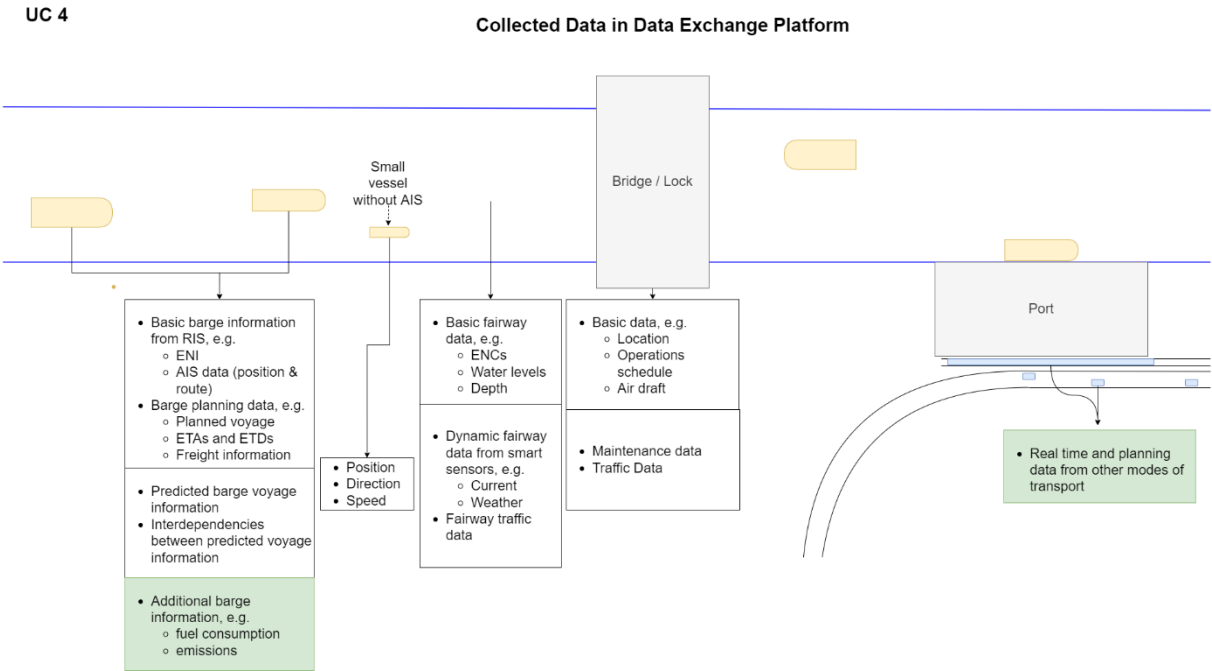 UC 4
Collected Data in Data Exchange Platform
Small
vessel
without AIS
Bridge / Lock
Port
• Basic barge information
from RIS, e.g.
○ ENI
○ AIS data (position &
route)
• Barge planning data, e.g.
○ Planned voyage
○ ETAs and ETDs
○ Freight information
• Predicted barge voyage
information
• Interdependencies
between predicted voyage
information
• Additional barge
information, e.g.
○ fuel consumption
○ emissions
• Position
• Direction
• Speed
• Basic fairway
data, e.g.
○ ENCs
○ Water levels
○ Depth
• Dynamic fairway
data from smart
sensors, e.g.
○ Current
○ Weather
• Fairway traffic
data
• Basic data, e.g.
○ Location
○ Operations
schedule
○ Air draft
• Maintenance data
• Traffic Data
• Real time and planning
data from other modes of
transport